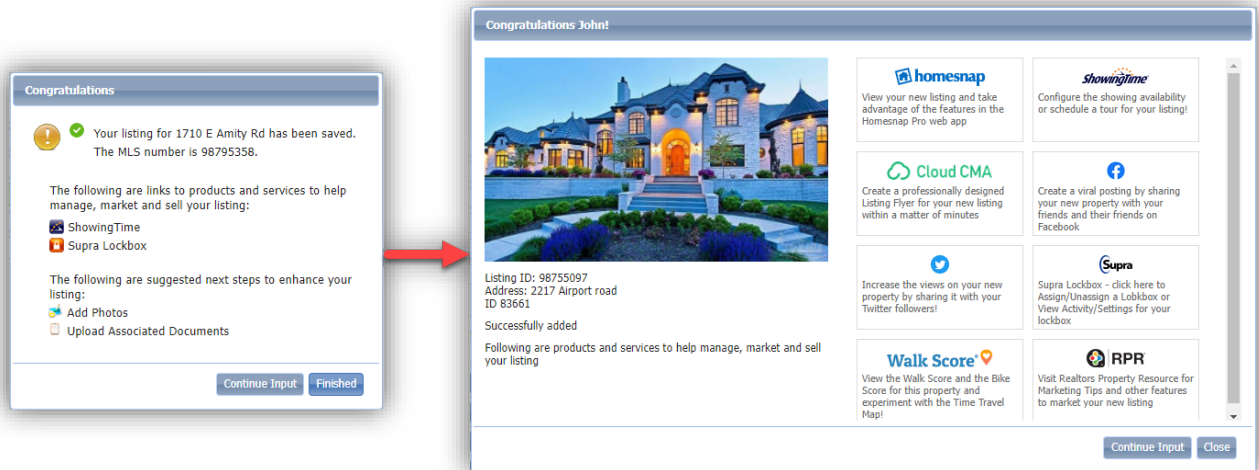 Congratulations
Your listing for 1710 E Amity Rd has been saved.
The MLS number is 98795358.
The following are links to products and services to help
manage, market and sell your listing:
ShowingTime
Supra Lockbox
The following are suggested next steps to enhance your
listing:
Add Photos
Upload Associated Documents
Continue Input
Finished
Congratulations John!
Listing ID: 98755097
Address: 2217 Airport road
ID 83661
Successfully added
Following are products and services to help manage, market and sell
your listing
homesnap
View your new listing and take
advantage of the features in the
Homesnap Pro web app
ShowingTime
Configure the showing availability
or schedule a tour for your listing!
Cloud CMA
Create a professionally designed
Listing Flyer for your new listing
within a matter of minutes
Create a viral posting by sharing
your new property with your
friends and their friends on
Facebook
Increase the views on your new
property by sharing it with your
Twitter followers!
Supra
Supra Lockbox - click here to
Assign/Unassign a Lobkbox or
View Activity/Settings for your
lockbox
Walk Score
View the Walk Score and the Bike
Score for this property and
experiment with the Time Travel
Map!
RPR
Visit Realtors Property Resource for
Marketing Tips and other features
to market your new listing
Continue Input
Close